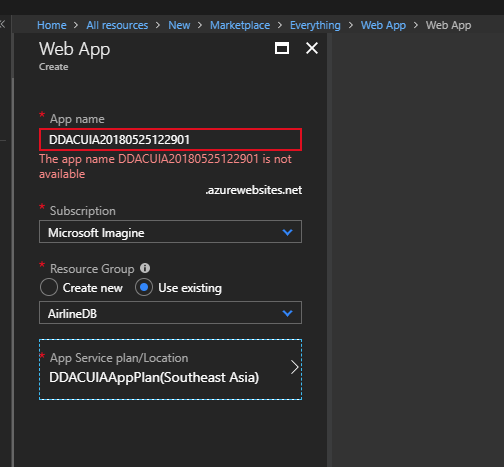 Home > All resources > New > Marketplace > Everything > Web App > Web App
Web App
Create
* App name
DDACUIA20180525122901
The app name DDACUIA20180525122901 is not
available
.azurewebsites.net
* Subscription
Microsoft Imagine
* Resource Group
Create new Use existing
AirlineDB
* App Service plan/Location
DDACUIAAppPlan(Southeast Asia)